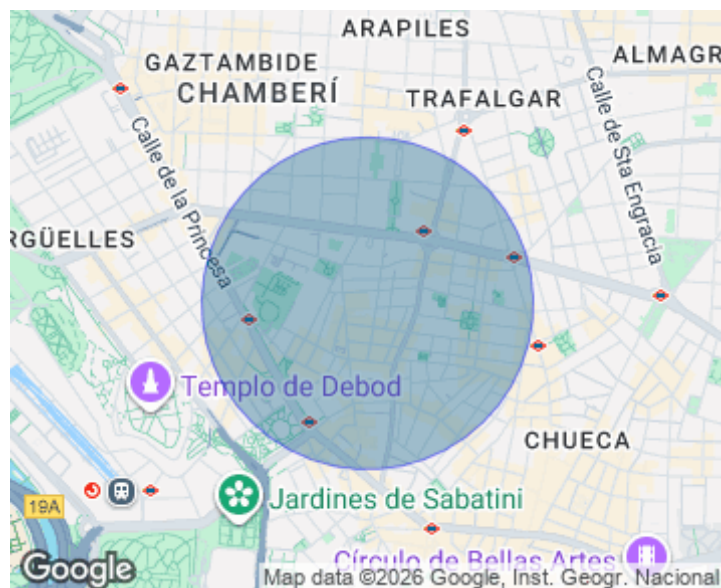 ARAPILES
GAZTAMBIDE
CHAMBERÍ
ALMAGR
TRAFALGAR
Calle de la Princesa
Calle de Sta Engracia
RGÜELLES
Templo de Debod
CHUECA
Jardines de Sabatini
19A
Círculo de Bellas Artes
Google
Map data ©2026 Google, Inst. Geogr. Nacional